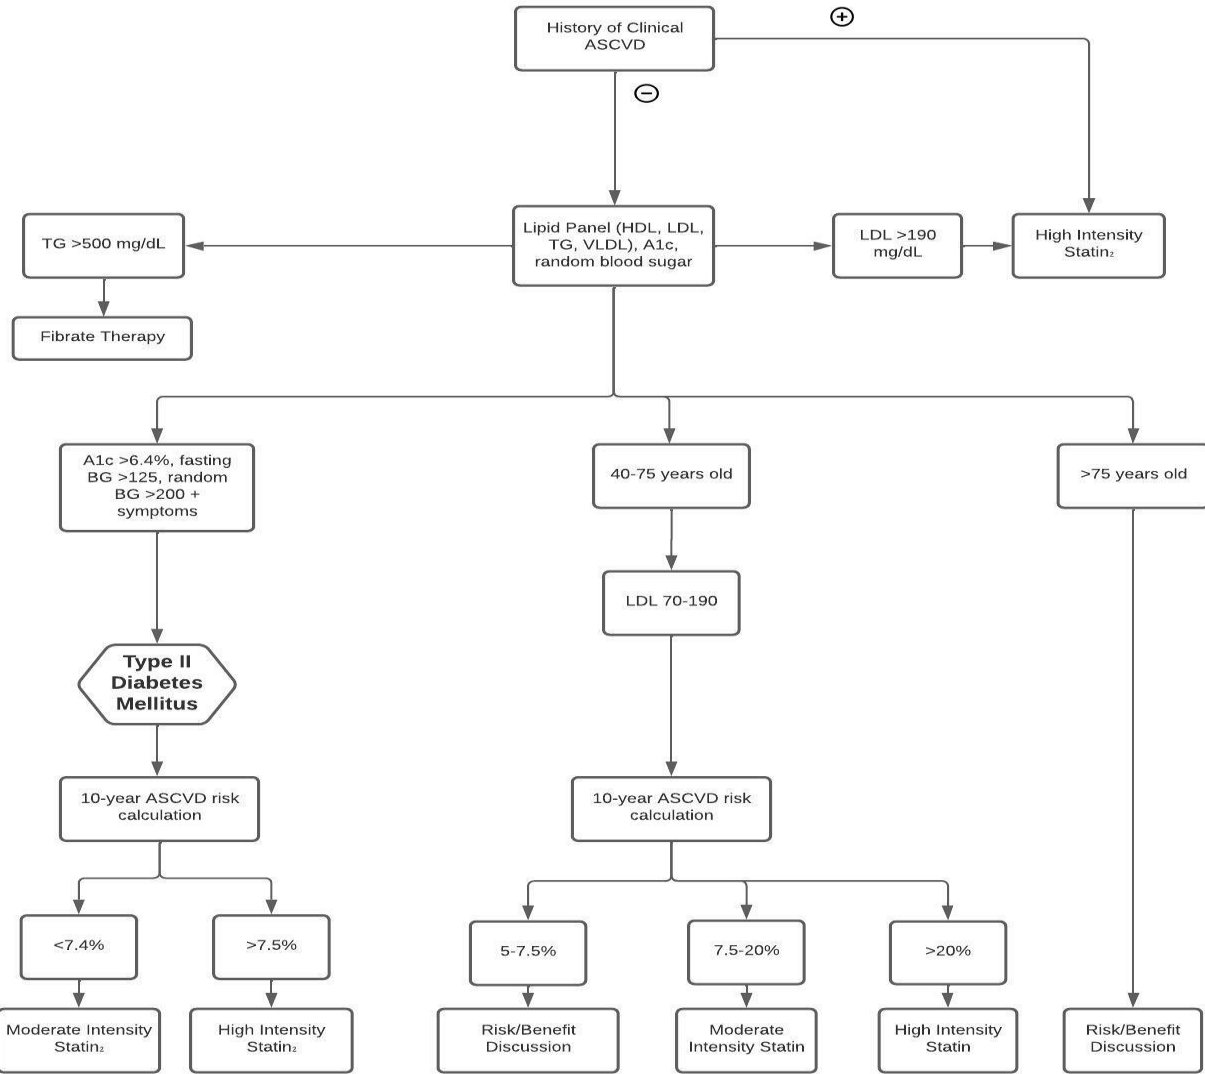 History of Clinical
ASCVD
+
−
TG >500 mg/dL
Lipid Panel (HDL, LDL,
TG, VLDL), A1c,
random blood sugar
LDL >190
mg/dL
High Intensity
Statin₂
Fibrate Therapy
A1c >6.4%, fasting
BG >125, random
BG >200 +
symptoms
40-75 years old
>75 years old
LDL 70-190
Type II
Diabetes
Mellitus
10-year ASCVD risk
calculation
10-year ASCVD risk
calculation
<7.4%
>7.5%
5-7.5%
7.5-20%
>20%
Moderate Intensity
Statin₂
High Intensity
Statin₂
Risk/Benefit
Discussion
Moderate
Intensity Statin
High Intensity
Statin
Risk/Benefit
Discussion